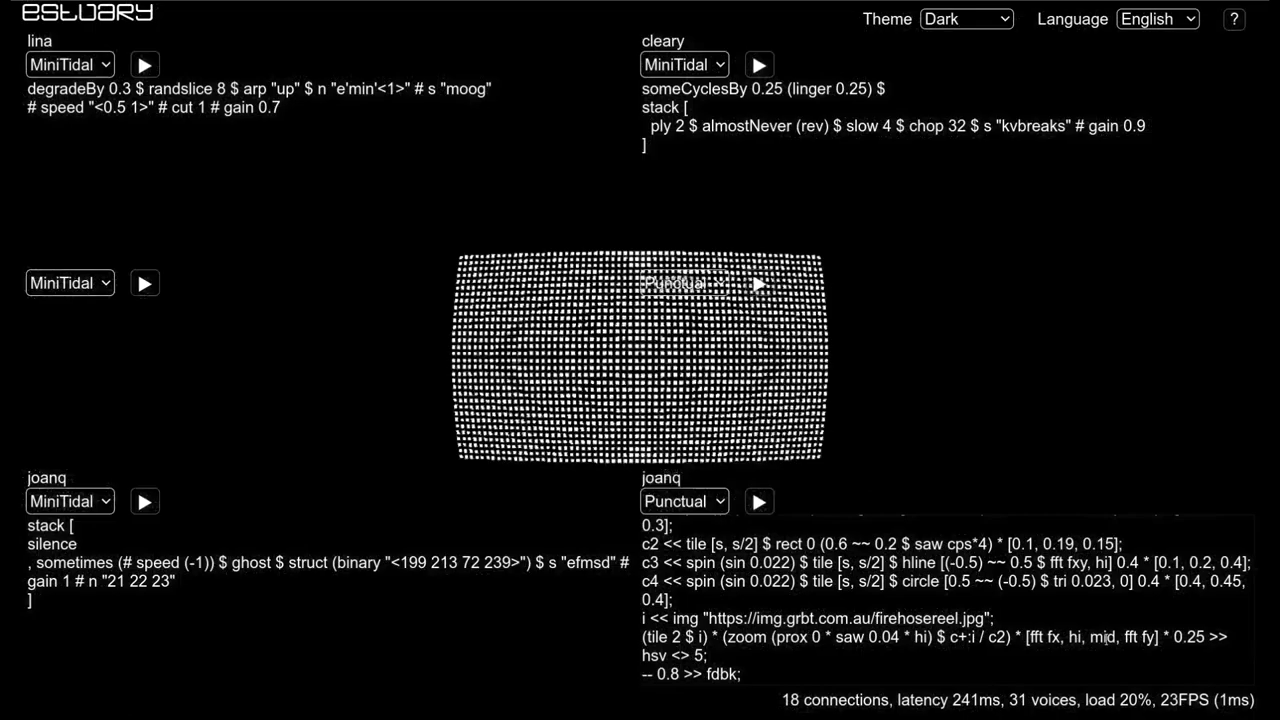 estuary
Theme Dark Language English ?
lina
MiniTidal
degradeBy 0.3 $ randslice 8 $ arp "up" $ n "e'min'<1>" # s "moog"
# speed "<0.5 1>" # cut 1 # gain 0.7
cleary
MiniTidal
someCyclesBy 0.25 (linger 0.25) $
stack [
ply 2 $ almostNever (rev) $ slow 4 $ chop 32 $ s "kvbreaks" # gain 0.9
]
MiniTidal
Punctual
joanq
MiniTidal
stack [
silence
, sometimes (# speed (-1)) $ ghost $ struct (binary "<199 213 72 239>") $ s "efmsd" #
gain 1 # n "21 22 23"
]
joanq
Punctual
0.3];
c2 << tile [s, s/2] $ rect 0 (0.6 ~~ 0.2 $ saw cps*4) * [0.1, 0.19, 0.15];
c3 << spin (sin 0.022) $ tile [s, s/2] $ hline [(-0.5) ~~ 0.5 $ fft fxy, hi] 0.4 * [0.1, 0.2, 0.4];
c4 << spin (sin 0.022) $ tile [s, s/2] $ circle [0.5 ~~ (-0.5) $ tri 0.023, 0] 0.4 * [0.4, 0.45,
0.4];
i << img "https://img.grbt.com.au/firehosereel.jpg";
(tile 2 $ i) * (zoom (prox 0 * saw 0.04 * hi) $ c+:i / c2) * [fft fx, hi, mid, fft fy] * 0.25 >>
hsv <> 5;
-- 0.8 >> fdbk;
18 connections, latency 241ms, 31 voices, load 20%, 23FPS (1ms)